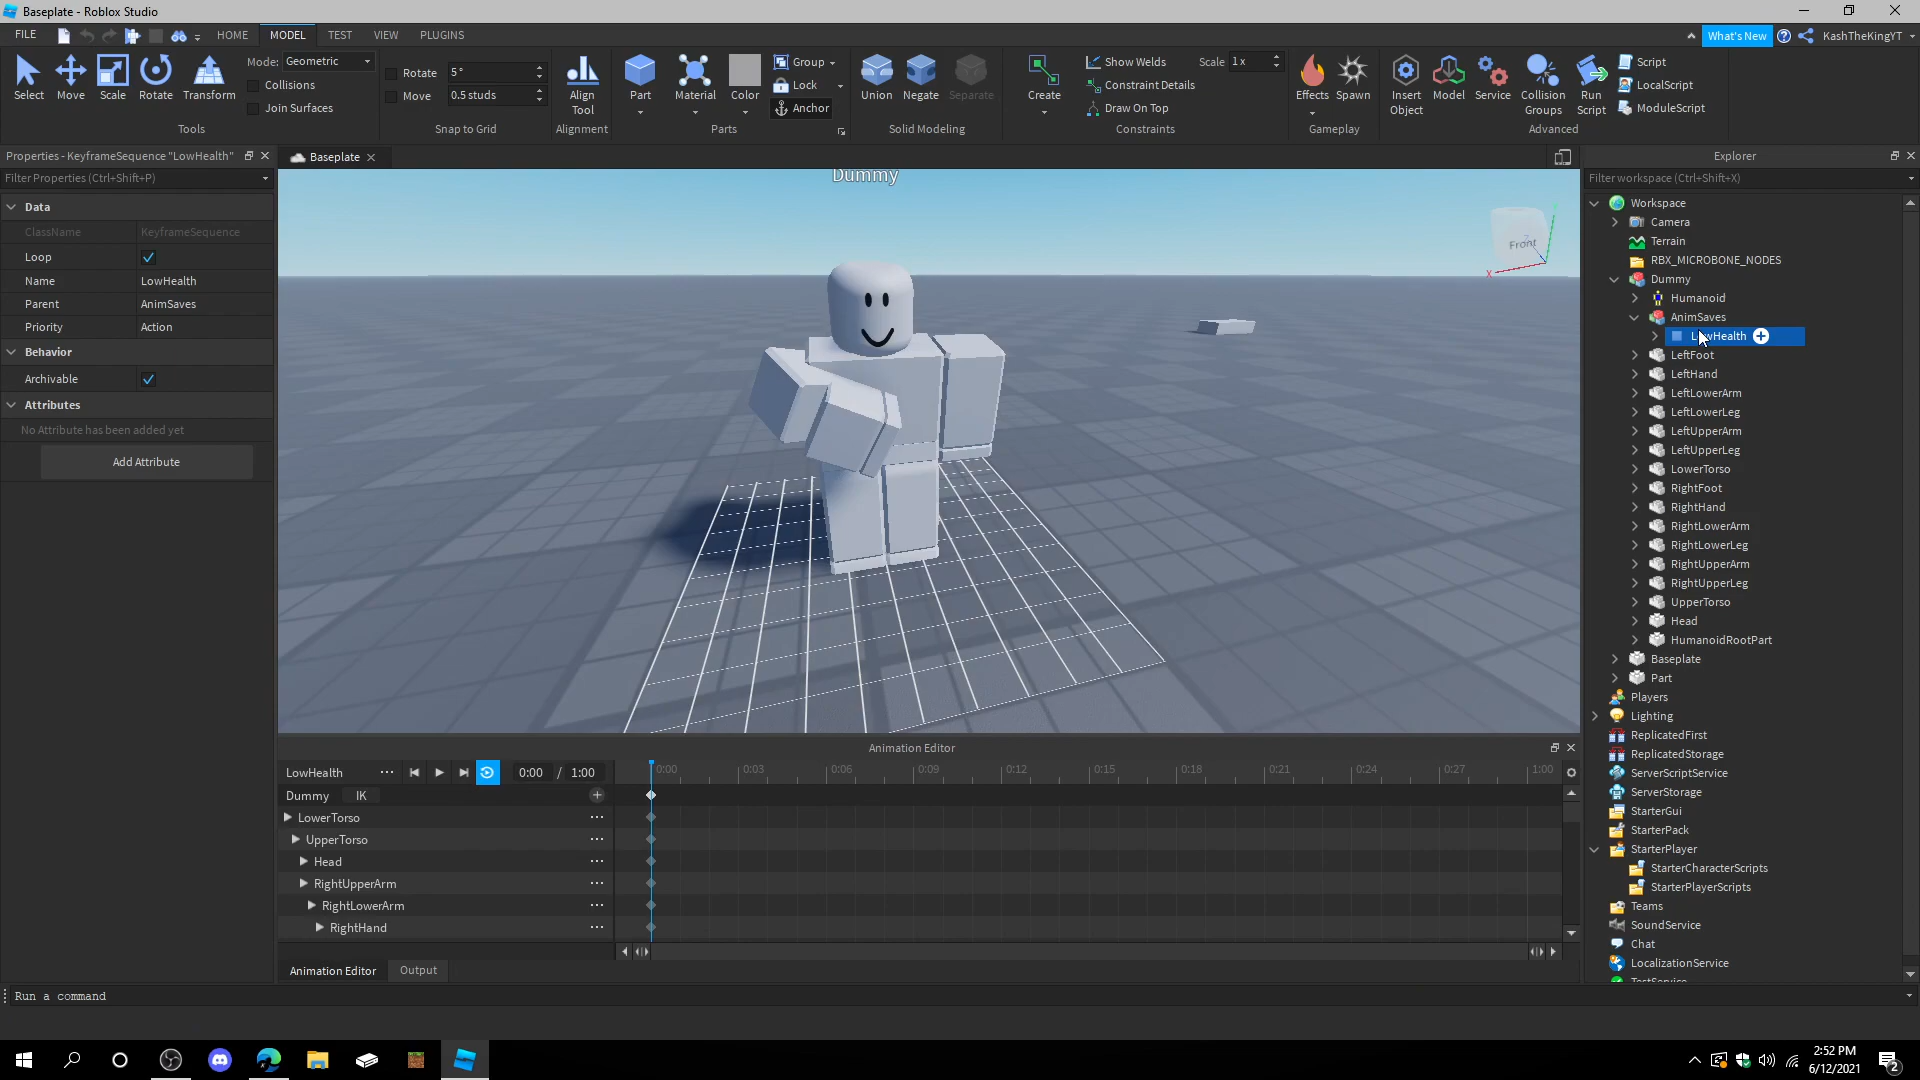 Baseplate - Roblox Studio
FILE
HOME
MODEL
TEST
VIEW
PLUGINS
What's New
KashTheKingYT
Select
Move
Scale
Rotate
Transform
Mode: Geometric
Collisions
Join Surfaces
Tools
Rotate 5°
Move 0.5 studs
Snap to Grid
Align Tool
Alignment
Part
Material
Color
Group
Lock
Anchor
Parts
Union
Negate
Separate
Solid Modeling
Create
Show Welds
Scale 1 x
Constraint Details
Draw On Top
Constraints
Effects
Spawn
Gameplay
Insert Object
Model
Service
Collision Groups
Run Script
Script
LocalScript
ModuleScript
Advanced
Properties - KeyframeSequence "LowHealth"
Filter Properties (Ctrl+Shift+P)
Data
ClassName KeyframeSequence
Loop
Name LowHealth
Parent AnimSaves
Priority Action
Behavior
Archivable
Attributes
No Attribute has been added yet
Add Attribute
Baseplate
Dummy
Front
X
Explorer
Filter workspace (Ctrl+Shift+X)
Workspace
Camera
Terrain
RBX_MICROBONE_NODES
Dummy
Humanoid
AnimSaves
LowHealth
LeftFoot
LeftHand
LeftLowerArm
LeftLowerLeg
LeftUpperArm
LeftUpperLeg
LowerTorso
RightFoot
RightHand
RightLowerArm
RightLowerLeg
RightUpperArm
RightUpperLeg
UpperTorso
Head
HumanoidRootPart
Baseplate
Part
Players
Lighting
ReplicatedFirst
ReplicatedStorage
ServerScriptService
ServerStorage
StarterGui
StarterPack
StarterPlayer
StarterCharacterScripts
StarterPlayerScripts
Teams
SoundService
Chat
LocalizationService
TestService
Animation Editor
LowHealth
0:00 / 1:00
0:00 0:03 0:06 0:09 0:12 0:15 0:18 0:21 0:24 0:27 1:00
Dummy IK
LowerTorso
UpperTorso
Head
RightUpperArm
RightLowerArm
RightHand
Animation Editor
Output
Run a command
2:52 PM
6/12/2021
2